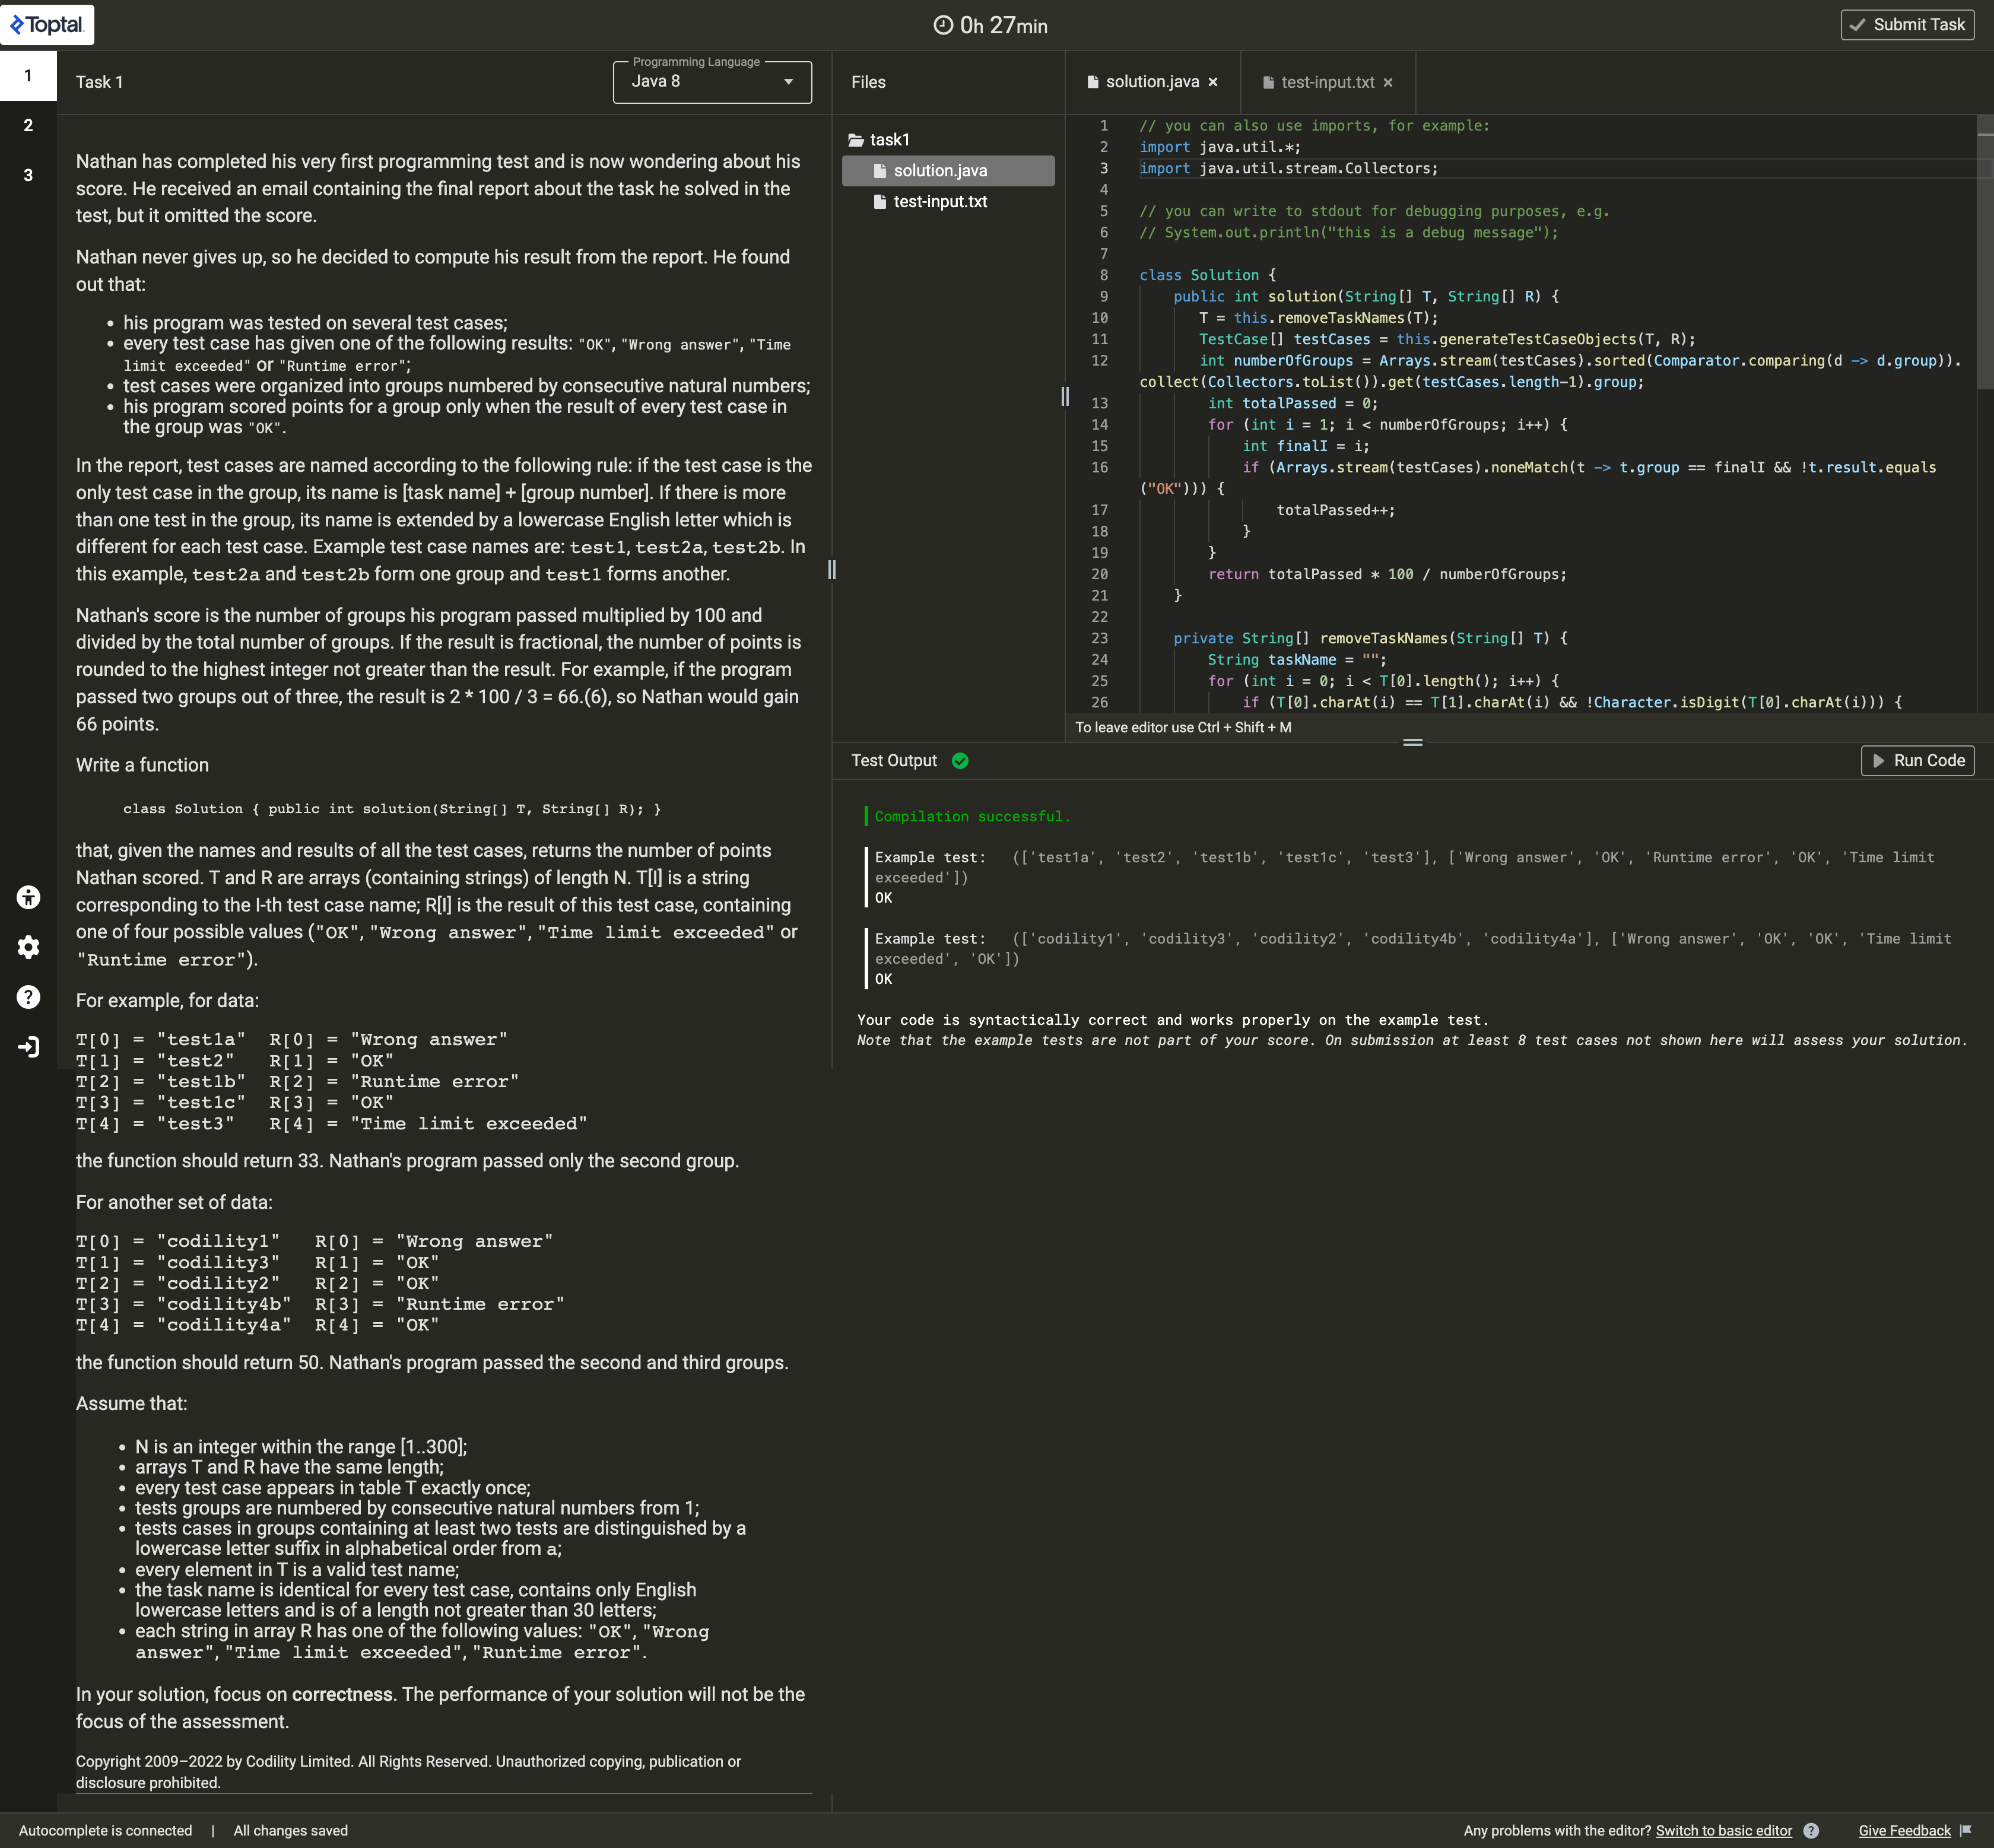 Toptal
0h 27min
Submit Task
1
2
3
Task 1
Programming Language
Java 8
Nathan has completed his very first programming test and is now wondering about his
score. He received an email containing the final report about the task he solved in the
test, but it omitted the score.
Nathan never gives up, so he decided to compute his result from the report. He found
out that:
• his program was tested on several test cases;
• every test case has given one of the following results: "OK", "Wrong answer", "Time
limit exceeded" or "Runtime error";
• test cases were organized into groups numbered by consecutive natural numbers;
• his program scored points for a group only when the result of every test case in
the group was "OK".
In the report, test cases are named according to the following rule: if the test case is the
only test case in the group, its name is [task name] + [group number]. If there is more
than one test in the group, its name is extended by a lowercase English letter which is
different for each test case. Example test case names are: test1, test2a, test2b. In
this example, test2a and test2b form one group and test1 forms another.
Nathan's score is the number of groups his program passed multiplied by 100 and
divided by the total number of groups. If the result is fractional, the number of points is
rounded to the highest integer not greater than the result. For example, if the program
passed two groups out of three, the result is 2 * 100 / 3 = 66.(6), so Nathan would gain
66 points.
Write a function
class Solution { public int solution(String[] T, String[] R); }
that, given the names and results of all the test cases, returns the number of points
Nathan scored. T and R are arrays (containing strings) of length N. T[I] is a string
corresponding to the I-th test case name; R[I] is the result of this test case, containing
one of four possible values ("OK", "Wrong answer", "Time limit exceeded" or
"Runtime error").
For example, for data:
T[0] = "test1a"  R[0] = "Wrong answer"
T[1] = "test2"   R[1] = "OK"
T[2] = "test1b"  R[2] = "Runtime error"
T[3] = "test1c"  R[3] = "OK"
T[4] = "test3"   R[4] = "Time limit exceeded"
the function should return 33. Nathan's program passed only the second group.
For another set of data:
T[0] = "codility1"   R[0] = "Wrong answer"
T[1] = "codility3"   R[1] = "OK"
T[2] = "codility2"   R[2] = "OK"
T[3] = "codility4b"  R[3] = "Runtime error"
T[4] = "codility4a"  R[4] = "OK"
the function should return 50. Nathan's program passed the second and third groups.
Assume that:
• N is an integer within the range [1..300];
• arrays T and R have the same length;
• every test case appears in table T exactly once;
• tests groups are numbered by consecutive natural numbers from 1;
• tests cases in groups containing at least two tests are distinguished by a
lowercase letter suffix in alphabetical order from a;
• every element in T is a valid test name;
• the task name is identical for every test case, contains only English
lowercase letters and is of a length not greater than 30 letters;
• each string in array R has one of the following values: "OK", "Wrong
answer", "Time limit exceeded", "Runtime error".
In your solution, focus on correctness. The performance of your solution will not be the
focus of the assessment.
Copyright 2009–2022 by Codility Limited. All Rights Reserved. Unauthorized copying, publication or
disclosure prohibited.
Files
task1
solution.java
test-input.txt
solution.java ×
test-input.txt ×
1 // you can also use imports, for example:
2 import java.util.*;
3 import java.util.stream.Collectors;
4
5 // you can write to stdout for debugging purposes, e.g.
6 // System.out.println("this is a debug message");
7
8 class Solution {
9 public int solution(String[] T, String[] R) {
10 T = this.removeTaskNames(T);
11 TestCase[] testCases = this.generateTestCaseObjects(T, R);
12 int numberOfGroups = Arrays.stream(testCases).sorted(Comparator.comparing(d -> d.group)).
collect(Collectors.toList()).get(testCases.length-1).group;
13 int totalPassed = 0;
14 for (int i = 1; i < numberOfGroups; i++) {
15 int finalI = i;
16 if (Arrays.stream(testCases).noneMatch(t -> t.group == finalI && !t.result.equals
("OK"))) {
17 totalPassed++;
18 }
19 }
20 return totalPassed * 100 / numberOfGroups;
21 }
22
23 private String[] removeTaskNames(String[] T) {
24 String taskName = "";
25 for (int i = 0; i < T[0].length(); i++) {
26 if (T[0].charAt(i) == T[1].charAt(i) && !Character.isDigit(T[0].charAt(i))) {
To leave editor use Ctrl + Shift + M
Test Output
Run Code
Compilation successful.
Example test:   (['test1a', 'test2', 'test1b', 'test1c', 'test3'], ['Wrong answer', 'OK', 'Runtime error', 'OK', 'Time limit
exceeded'])
OK
Example test:   (['codility1', 'codility3', 'codility2', 'codility4b', 'codility4a'], ['Wrong answer', 'OK', 'OK', 'Time limit
exceeded', 'OK'])
OK
Your code is syntactically correct and works properly on the example test.
Note that the example tests are not part of your score. On submission at least 8 test cases not shown here will assess your solution.
Autocomplete is connected | All changes saved
Any problems with the editor? Switch to basic editor ? Give Feedback